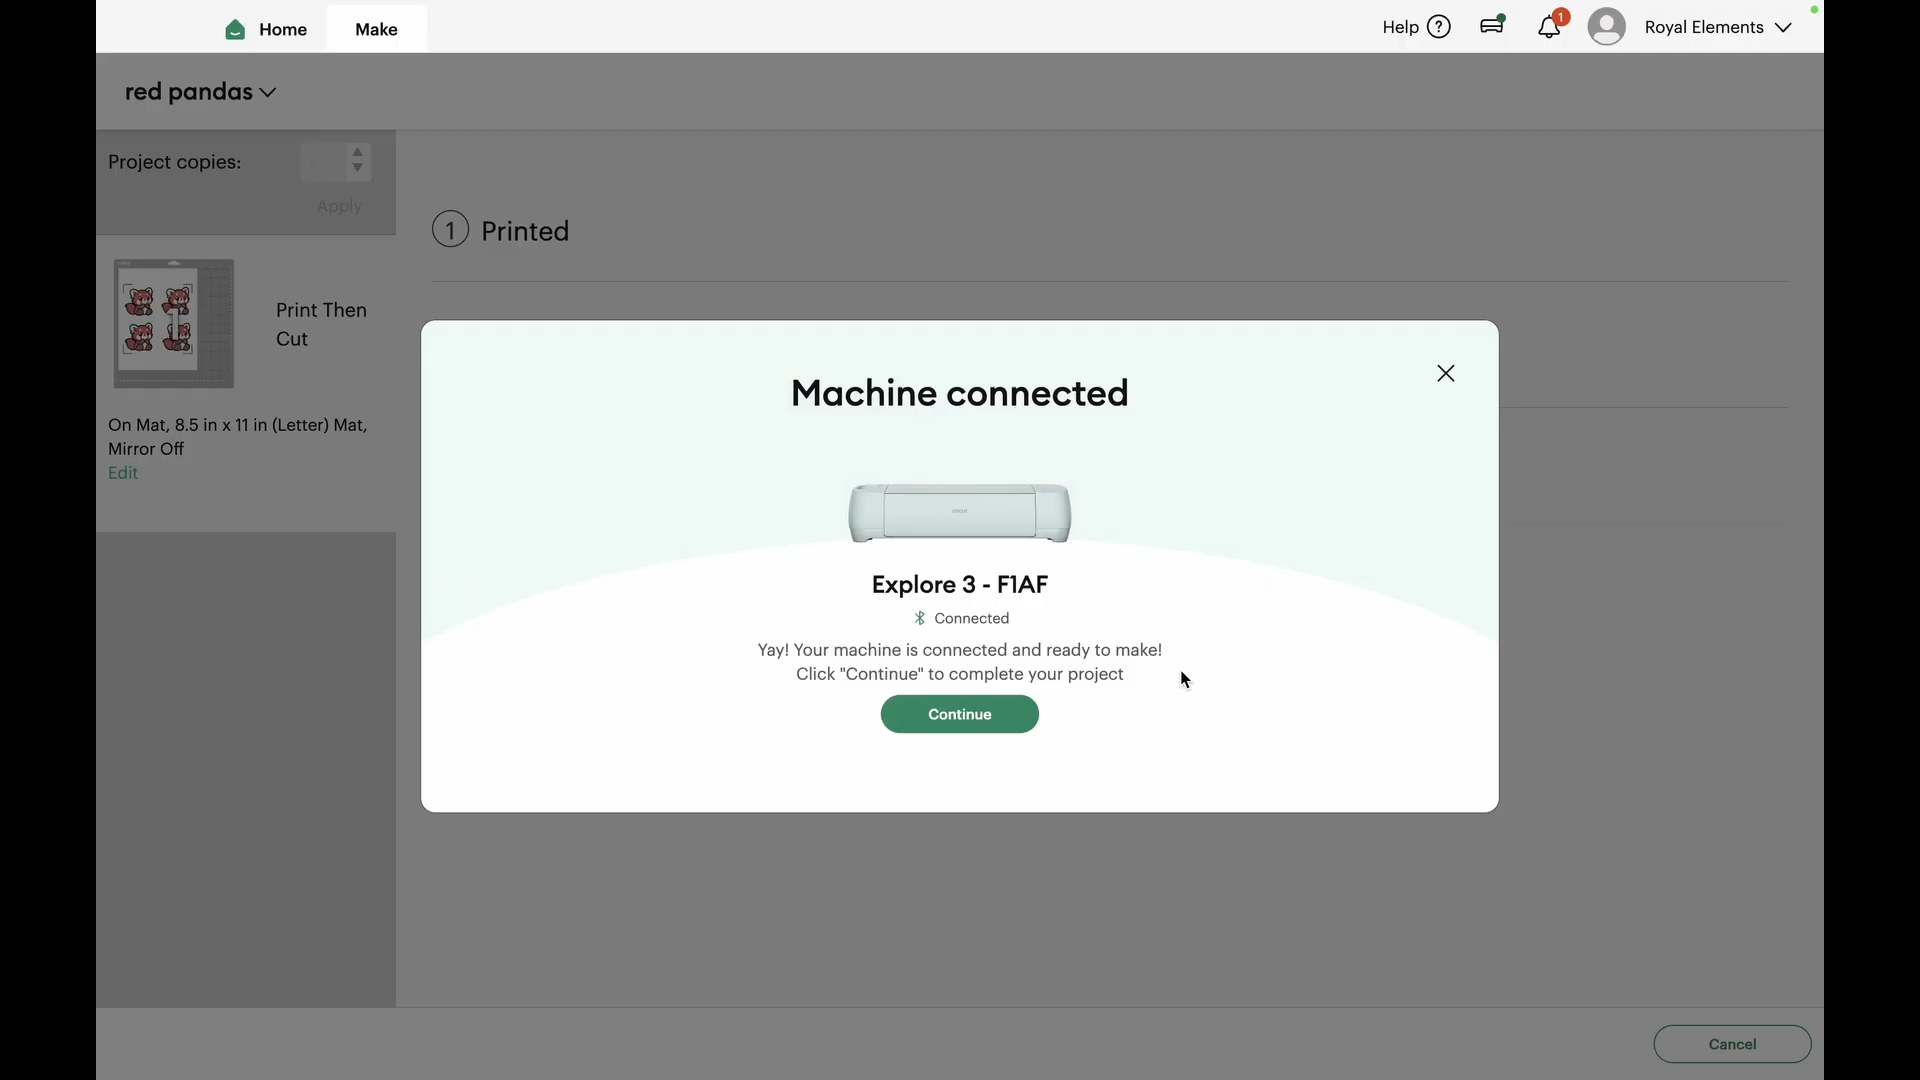 Home
Make
Help
1
Royal Elements
red pandas
Project copies:
Apply
1 Printed
Print Then
Cut
1
On Mat, 8.5 in x 11 in (Letter) Mat,
Mirror Off
Edit
Machine connected
Explore 3 - F1AF
Connected
Yay! Your machine is connected and ready to make!
Click "Continue" to complete your project
Continue
Cancel